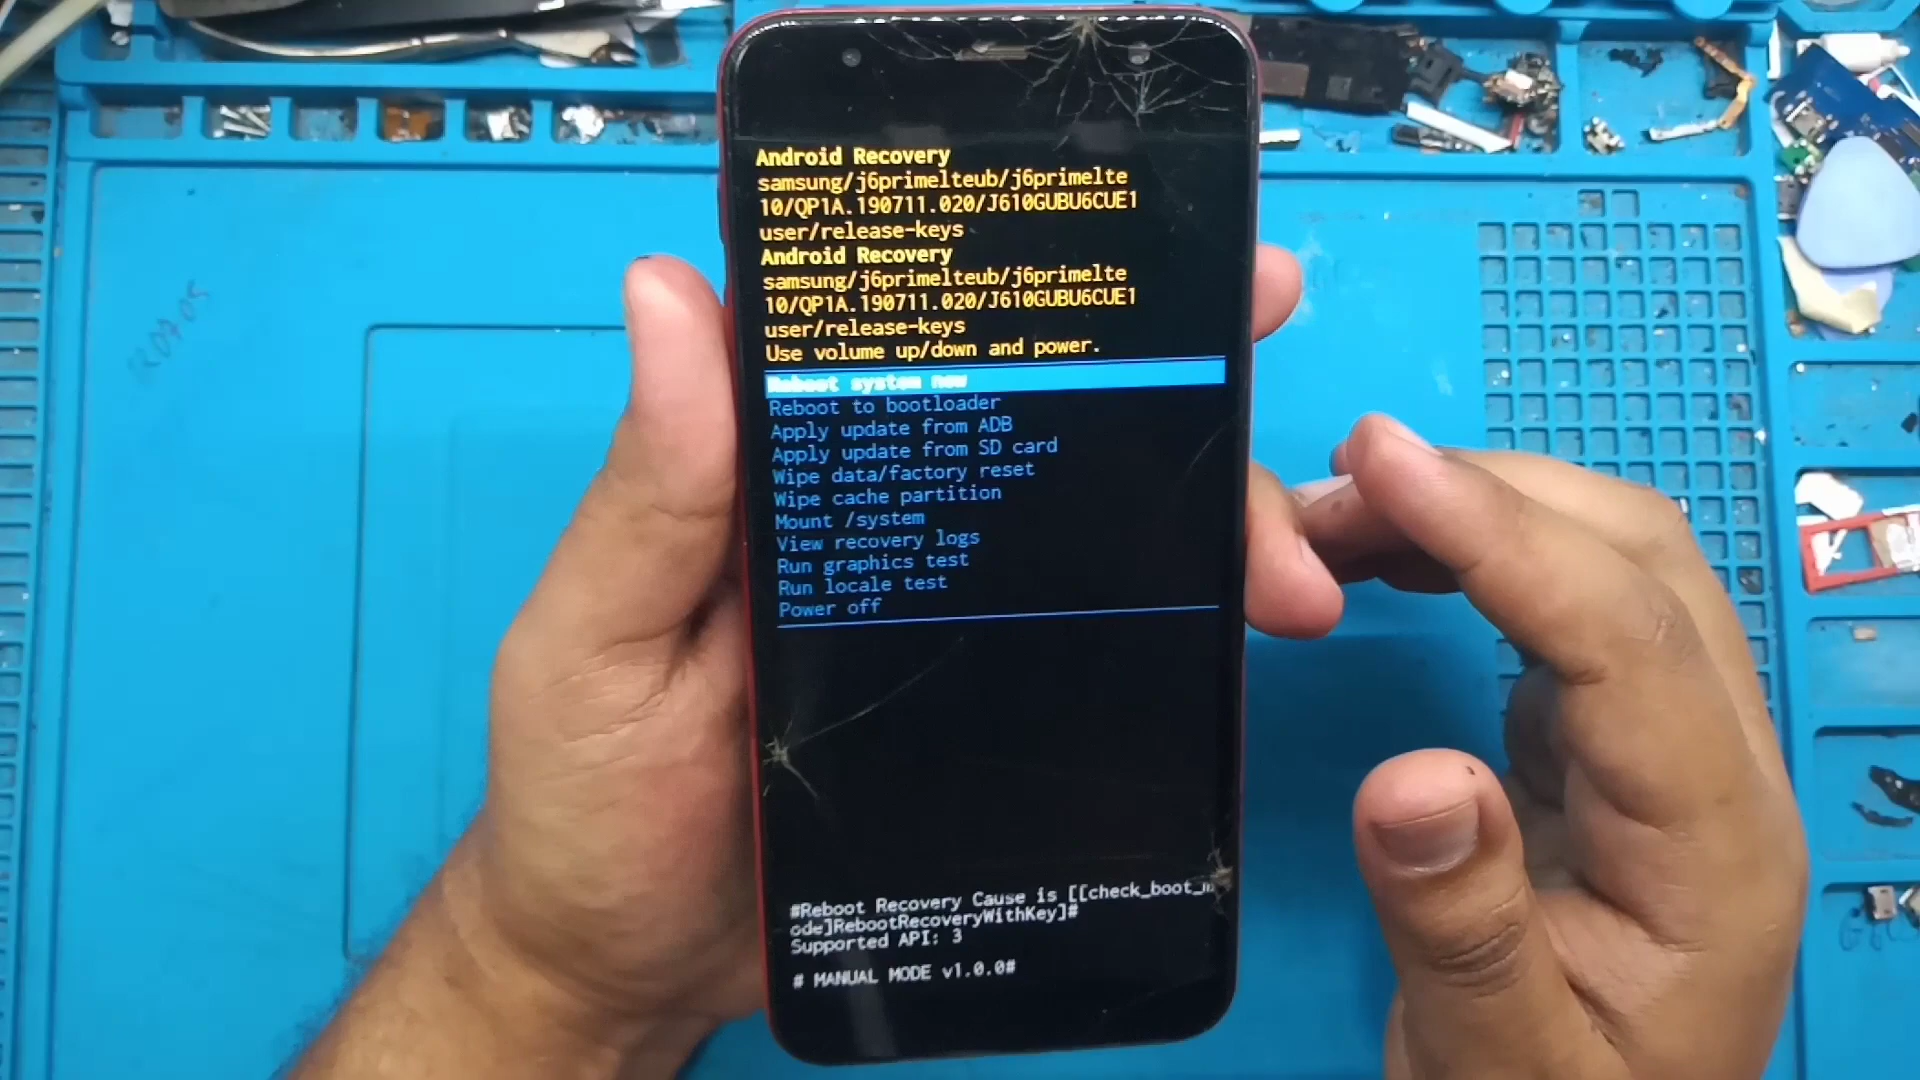 Android Recovery
samsung/j6primelteub/j6primelte
10/QP1A.190711.020/J610GUBU6CUE1
user/release-keys
Android Recovery
samsung/j6primelteub/j6primelte
10/QP1A.190711.020/J610GUBU6CUE1
user/release-keys
Use volume up/down and power.
Reboot system now
Reboot to bootloader
Apply update from ADB
Apply update from SD card
Wipe data/factory reset
Wipe cache partition
Mount /system
View recovery logs
Run graphics test
Run locale test
Power off
#Reboot Recovery Cause is [[check_boot_m
ode]RebootRecoveryWithKey]#
Supported API: 3
# MANUAL MODE v1.0.0#